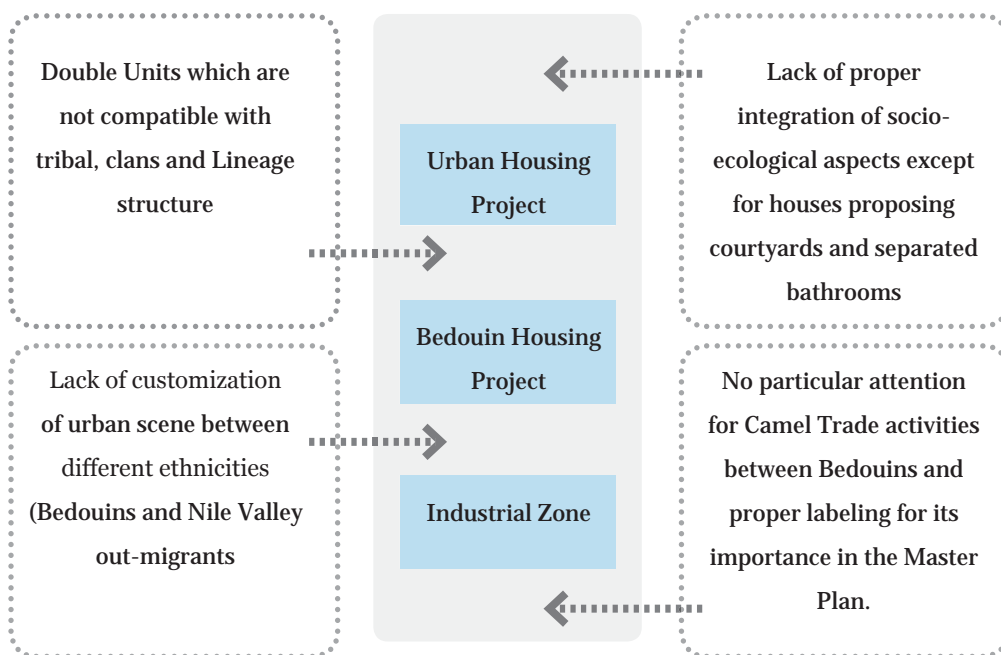 Double Units which are
not compatible with
tribal, clans and Lineage
structure
Lack of customization
of urban scene between
different ethnicities
(Bedouins and Nile Valley
out-migrants
Urban Housing
Project
Bedouin Housing
Project
Industrial Zone
Lack of proper
integration of socio-
ecological aspects except
for houses proposing
courtyards and separated
bathrooms
No particular attention
for Camel Trade activities
between Bedouins and
proper labeling for its
importance in the Master
Plan.